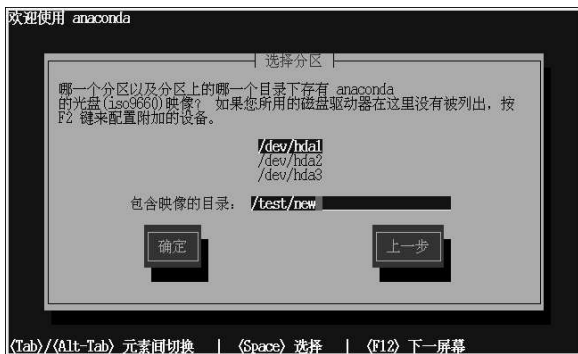 欢迎使用 anaconda
选择分区
哪一个分区以及分区上的哪一个目录下存有 anaconda
的光盘(iso9660)映像? 如果您所用的磁盘驱动器在这里没有被列出，按
F2 键来配置附加的设备。
/dev/hda1
/dev/hda2
/dev/hda3
包含映像的目录: /test/new
确定 上一步
<Tab>/<Alt-Tab> 元素间切换 | <Space> 选择 | <F12> 下一屏幕